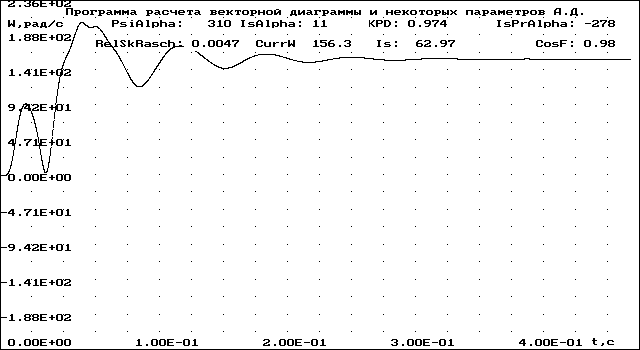 2.36E+02
Программа расчета векторной диаграммы и некоторых параметров А.Д.
W,рад/с PsiAlpha: 310 IsAlpha: 11 KPD: 0.974 IsPrAlpha: -278
1.88E+02
RelSkRasch: 0.0047 CurrW 156.3 Is: 62.97 CosF: 0.98
1.41E+02
9.42E+01
4.71E+01
0.00E+00
-4.71E+01
-9.42E+01
-1.41E+02
-1.88E+02
0.00E+00 1.00E-01 2.00E-01 3.00E-01 4.00E-01 t,с